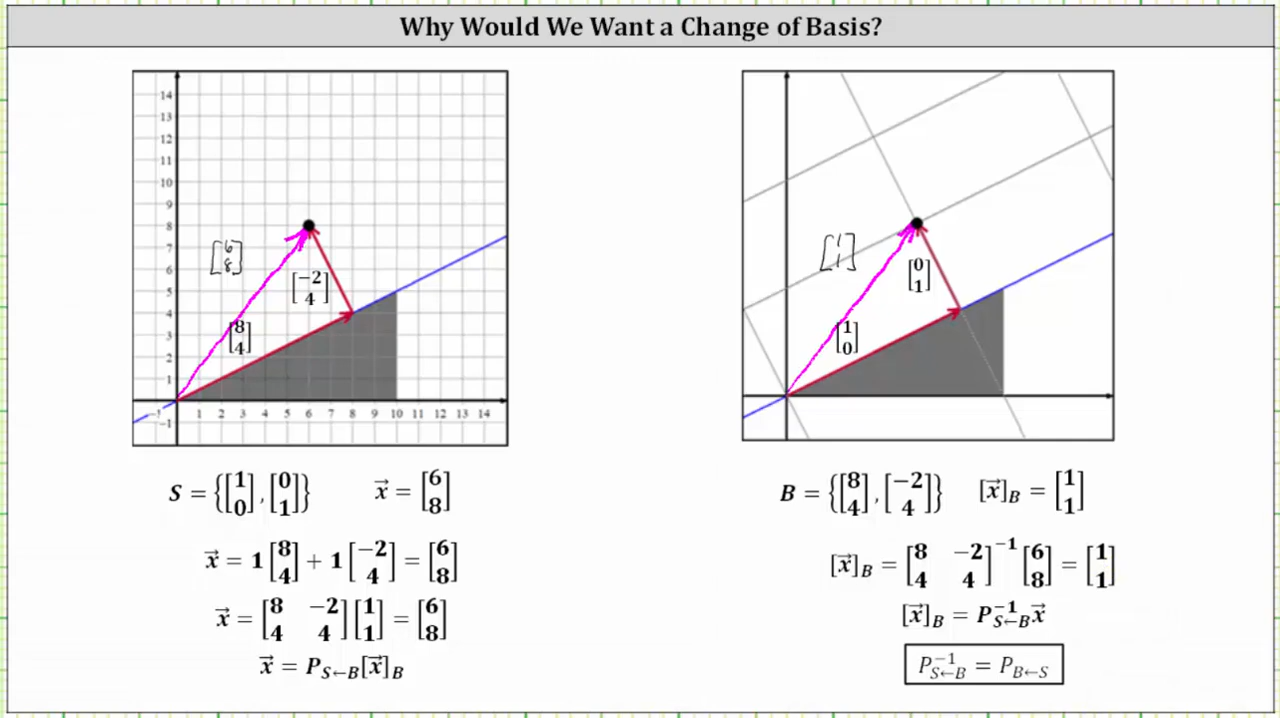 Why Would We Want a Change of Basis?
14
13
12
11
10
9
8
7
6
5
4
3
2
1
−1
−1 1 2 3 4 5 6 7 8 9 10 11 12 13 14
[6 8]
[−2 4]
[8 4]
[1 1]
[0 1]
[1 0]
S = {[1 0], [0 1]} x⃗ = [6 8]
x⃗ = 1[8 4] + 1[−2 4] = [6 8]
x⃗ = [8 −2 4 4][1 1] = [6 8]
x⃗ = P_{S←B}[x⃗]_B
B = {[8 4], [−2 4]} [x⃗]_B = [1 1]
[x⃗]_B = [8 −2 4 4]^{−1}[6 8] = [1 1]
[x⃗]_B = P_{S←B}^{−1}x⃗
P_{S←B}^{−1} = P_{B←S}